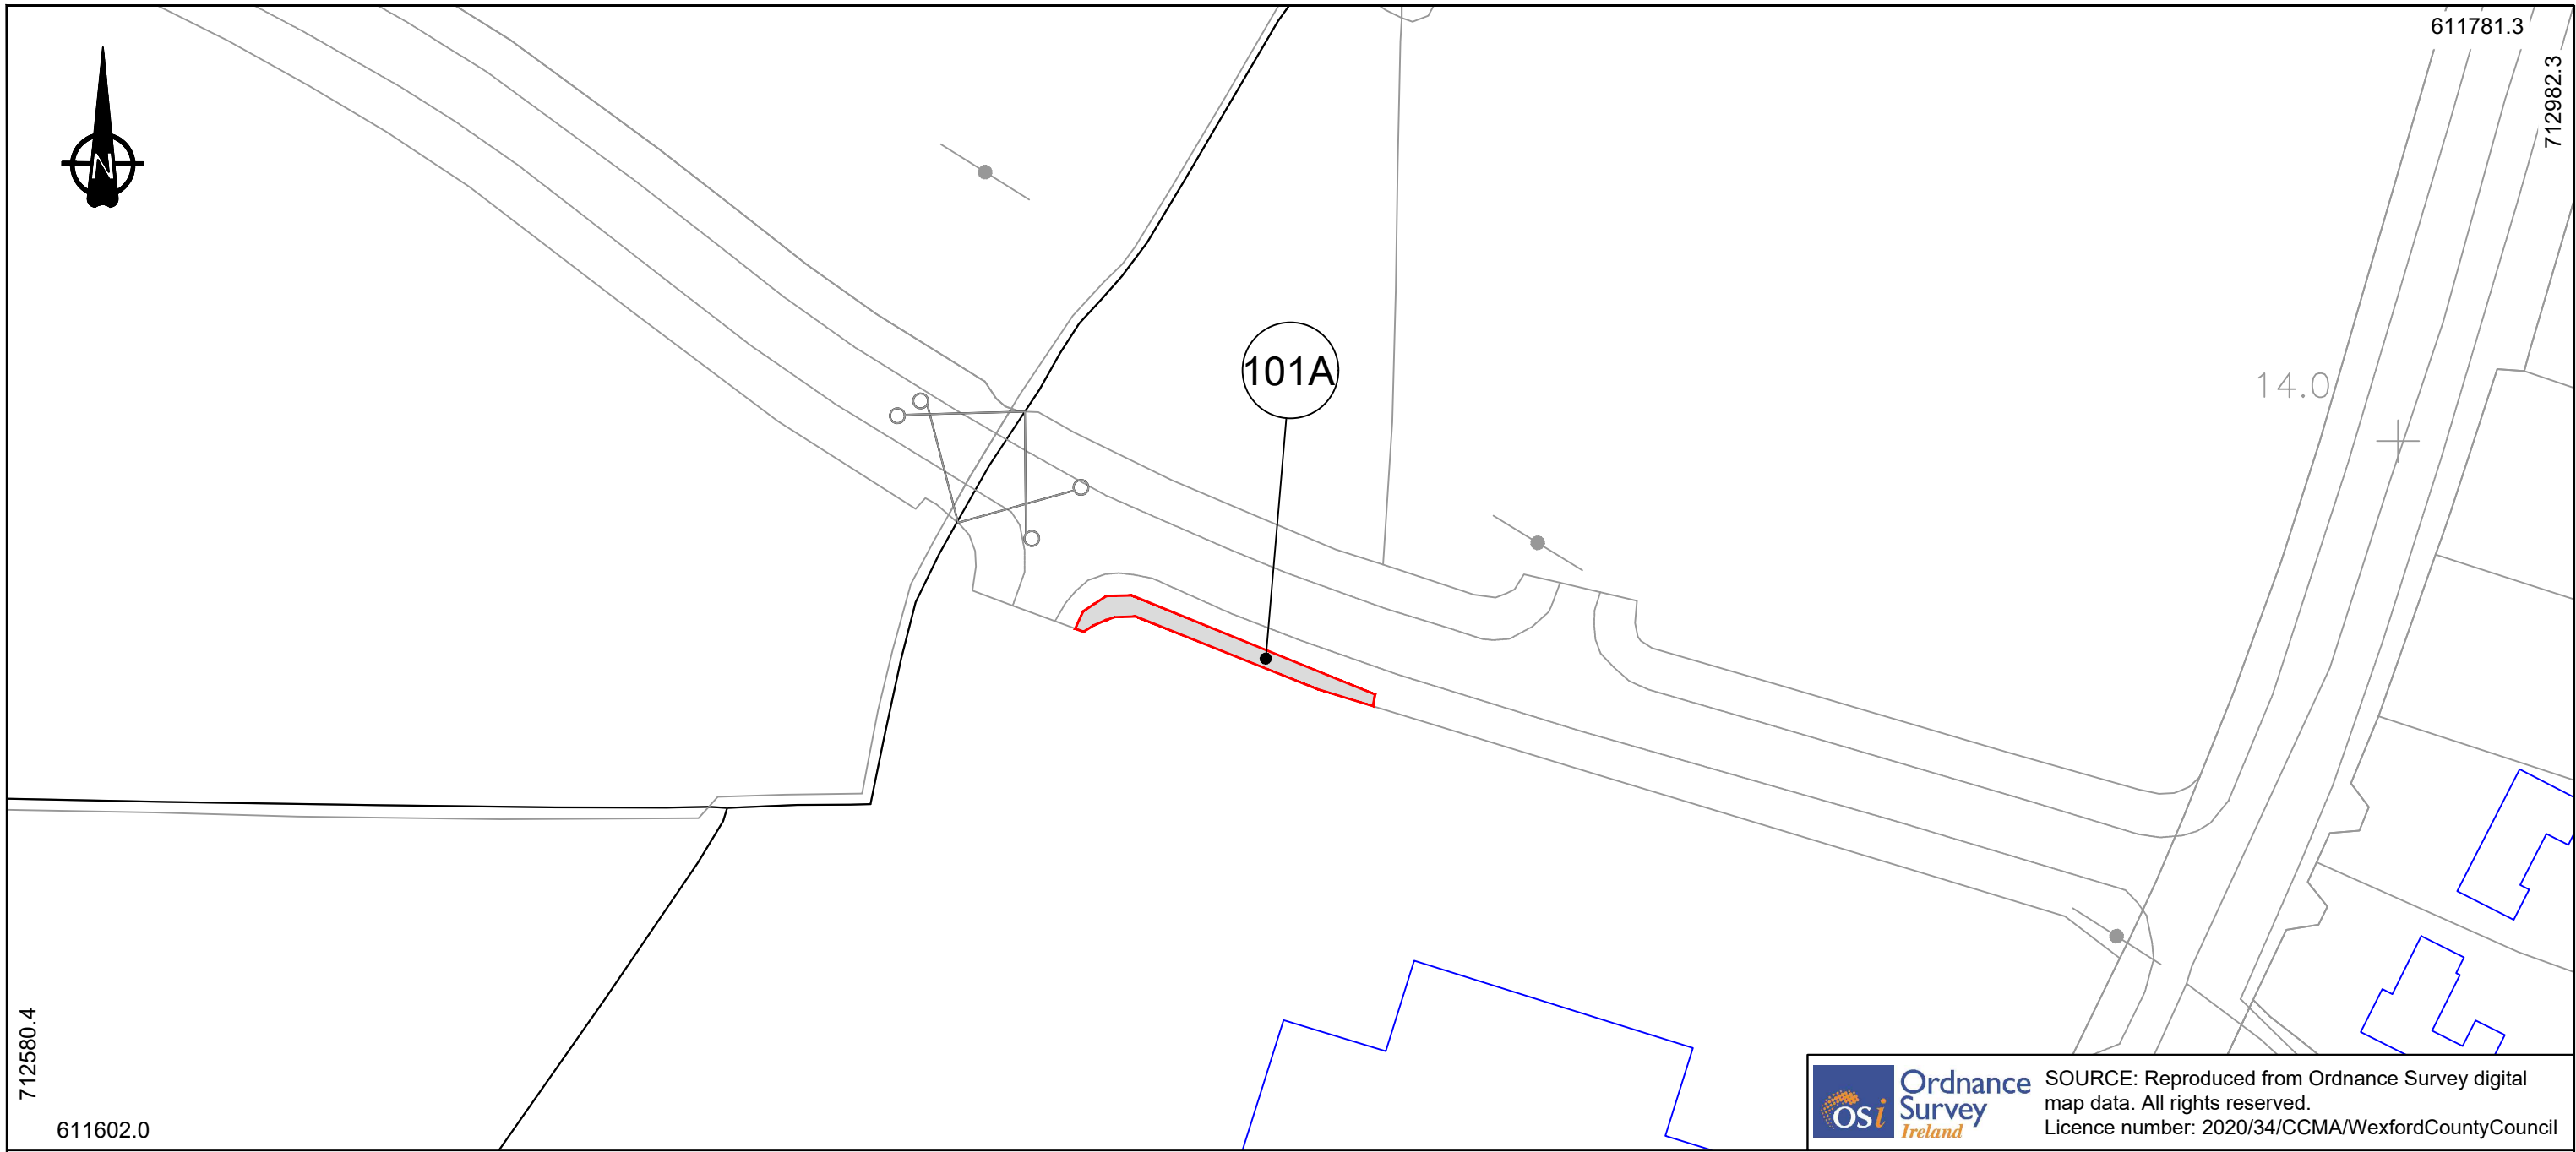 611781.3
712982.3
N
101A
14.0
712580.4
611602.0
osi
Ordnance
Survey
Ireland
SOURCE: Reproduced from Ordnance Survey digital
map data. All rights reserved.
Licence number: 2020/34/CCMA/WexfordCountyCouncil